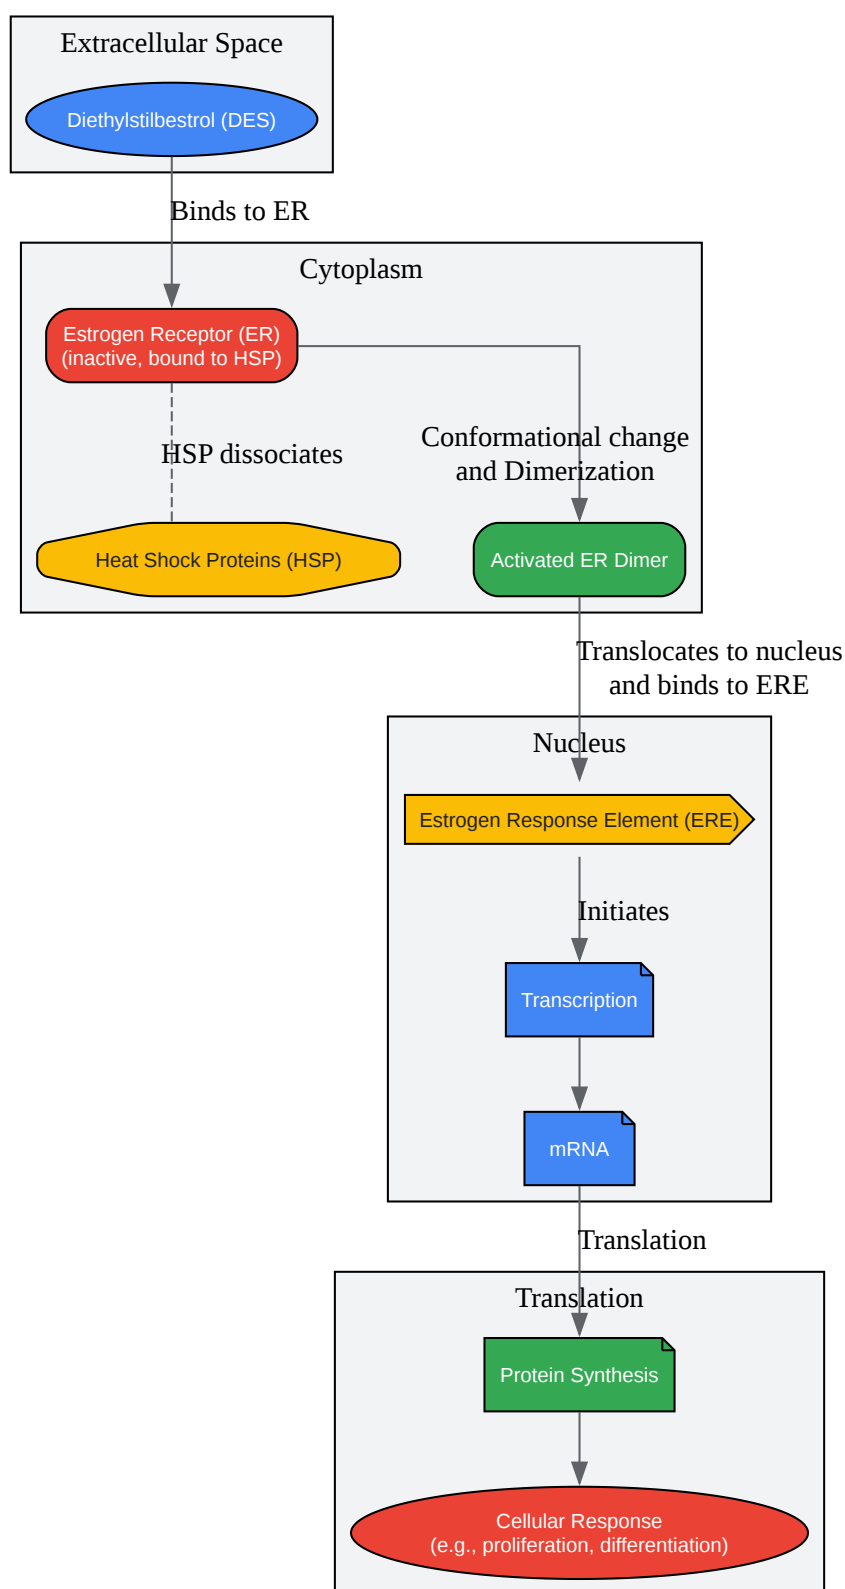 Extracellular Space
Diethylstilbestrol (DES)
Binds to ER
Cytoplasm
Estrogen Receptor (ER)
(inactive, bound to HSP)
HSP dissociates
Conformational change
and Dimerization
Heat Shock Proteins (HSP)
Activated ER Dimer
Translocates to nucleus
and binds to ERE
Nucleus
Estrogen Response Element (ERE)
Initiates
Transcription
mRNA
Translation
Translation
Protein Synthesis
Cellular Response
(e.g., proliferation, differentiation)